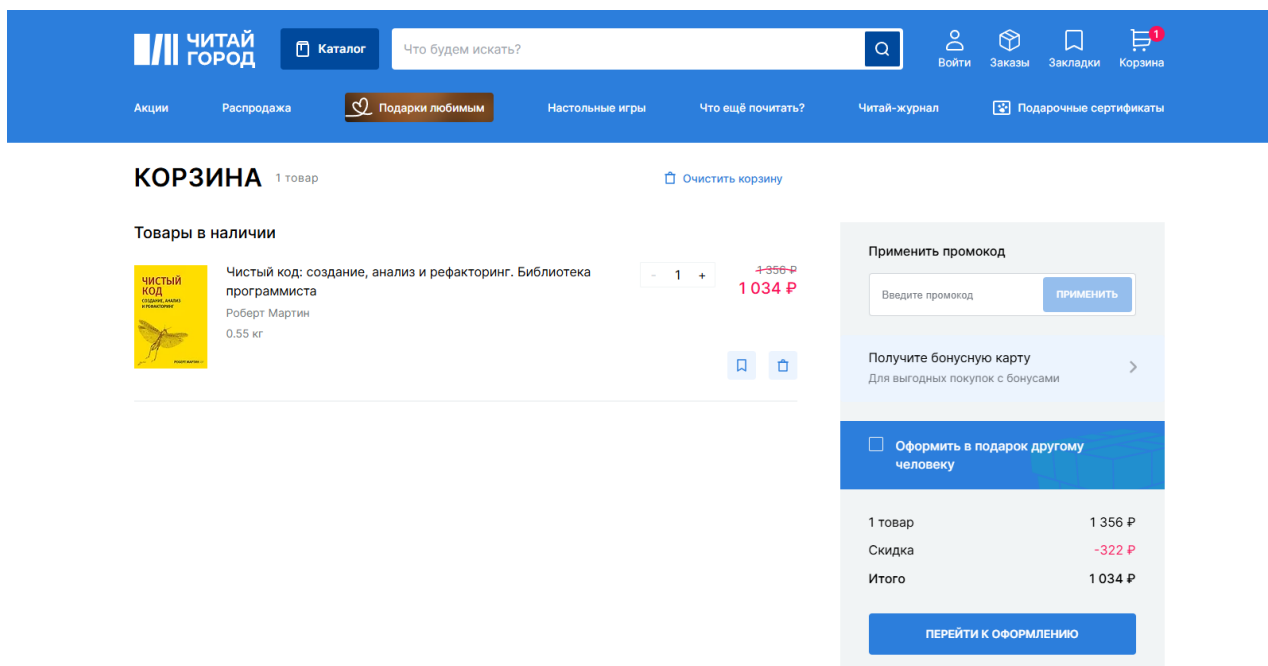 ЧИТАЙ
ГОРОД
Каталог
Что будем искать?
Войти
Заказы
Закладки
1
Корзина
Акции
Распродажа
Подарки любимым
Настольные игры
Что ещё почитать?
Читай-журнал
Подарочные сертификаты
КОРЗИНА 1 товар
Очистить корзину
Товары в наличии
ЧИСТЫЙ
КОД
СОЗДАНИЕ, АНАЛИЗ
И РЕФАКТОРИНГ
РОБЕРТ МАРТИН
Чистый код: создание, анализ и рефакторинг. Библиотека
программиста
Роберт Мартин
0.55 кг
- 1 +
1 356 ₽
1 034 ₽
Применить промокод
Введите промокод
ПРИМЕНИТЬ
Получите бонусную карту
Для выгодных покупок с бонусами
Оформить в подарок другому
человеку
1 товар 1 356 ₽
Скидка -322 ₽
Итого 1 034 ₽
ПЕРЕЙТИ К ОФОРМЛЕНИЮ